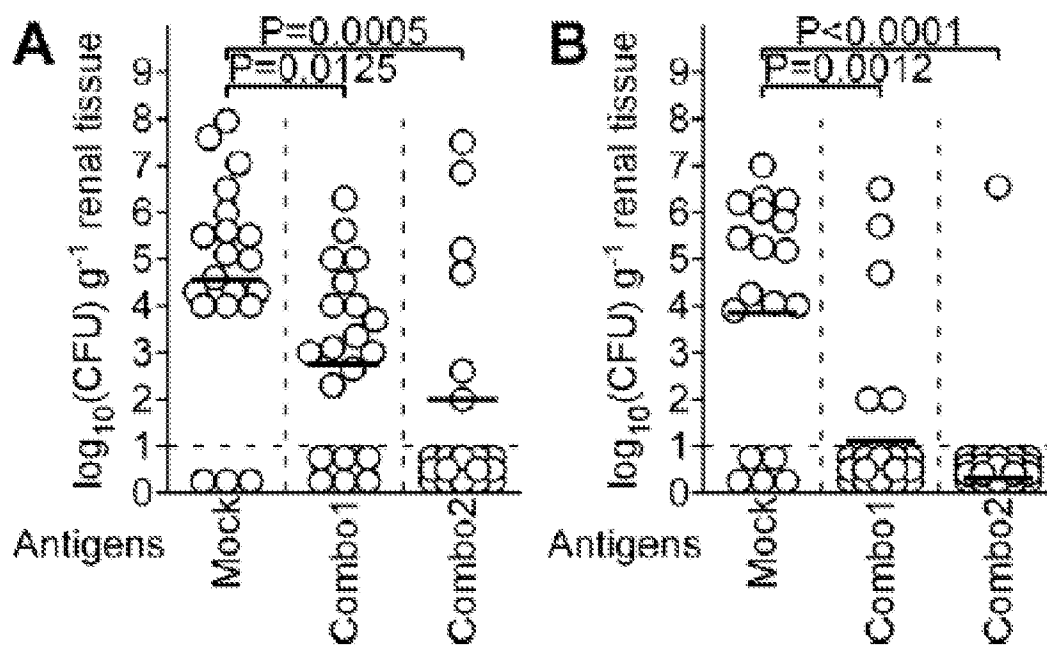 A
P=0.0005
P=0.0125
log10(CFU) g-1 renal tissue
9
8
7
6
5
4
3
2
1
0
Antigens
Mock
Combo1
Combo2
B
P<0.0001
P=0.0012
log10(CFU) g-1 renal tissue
9
8
7
6
5
4
3
2
1
0
Antigens
Mock
Combo1
Combo2